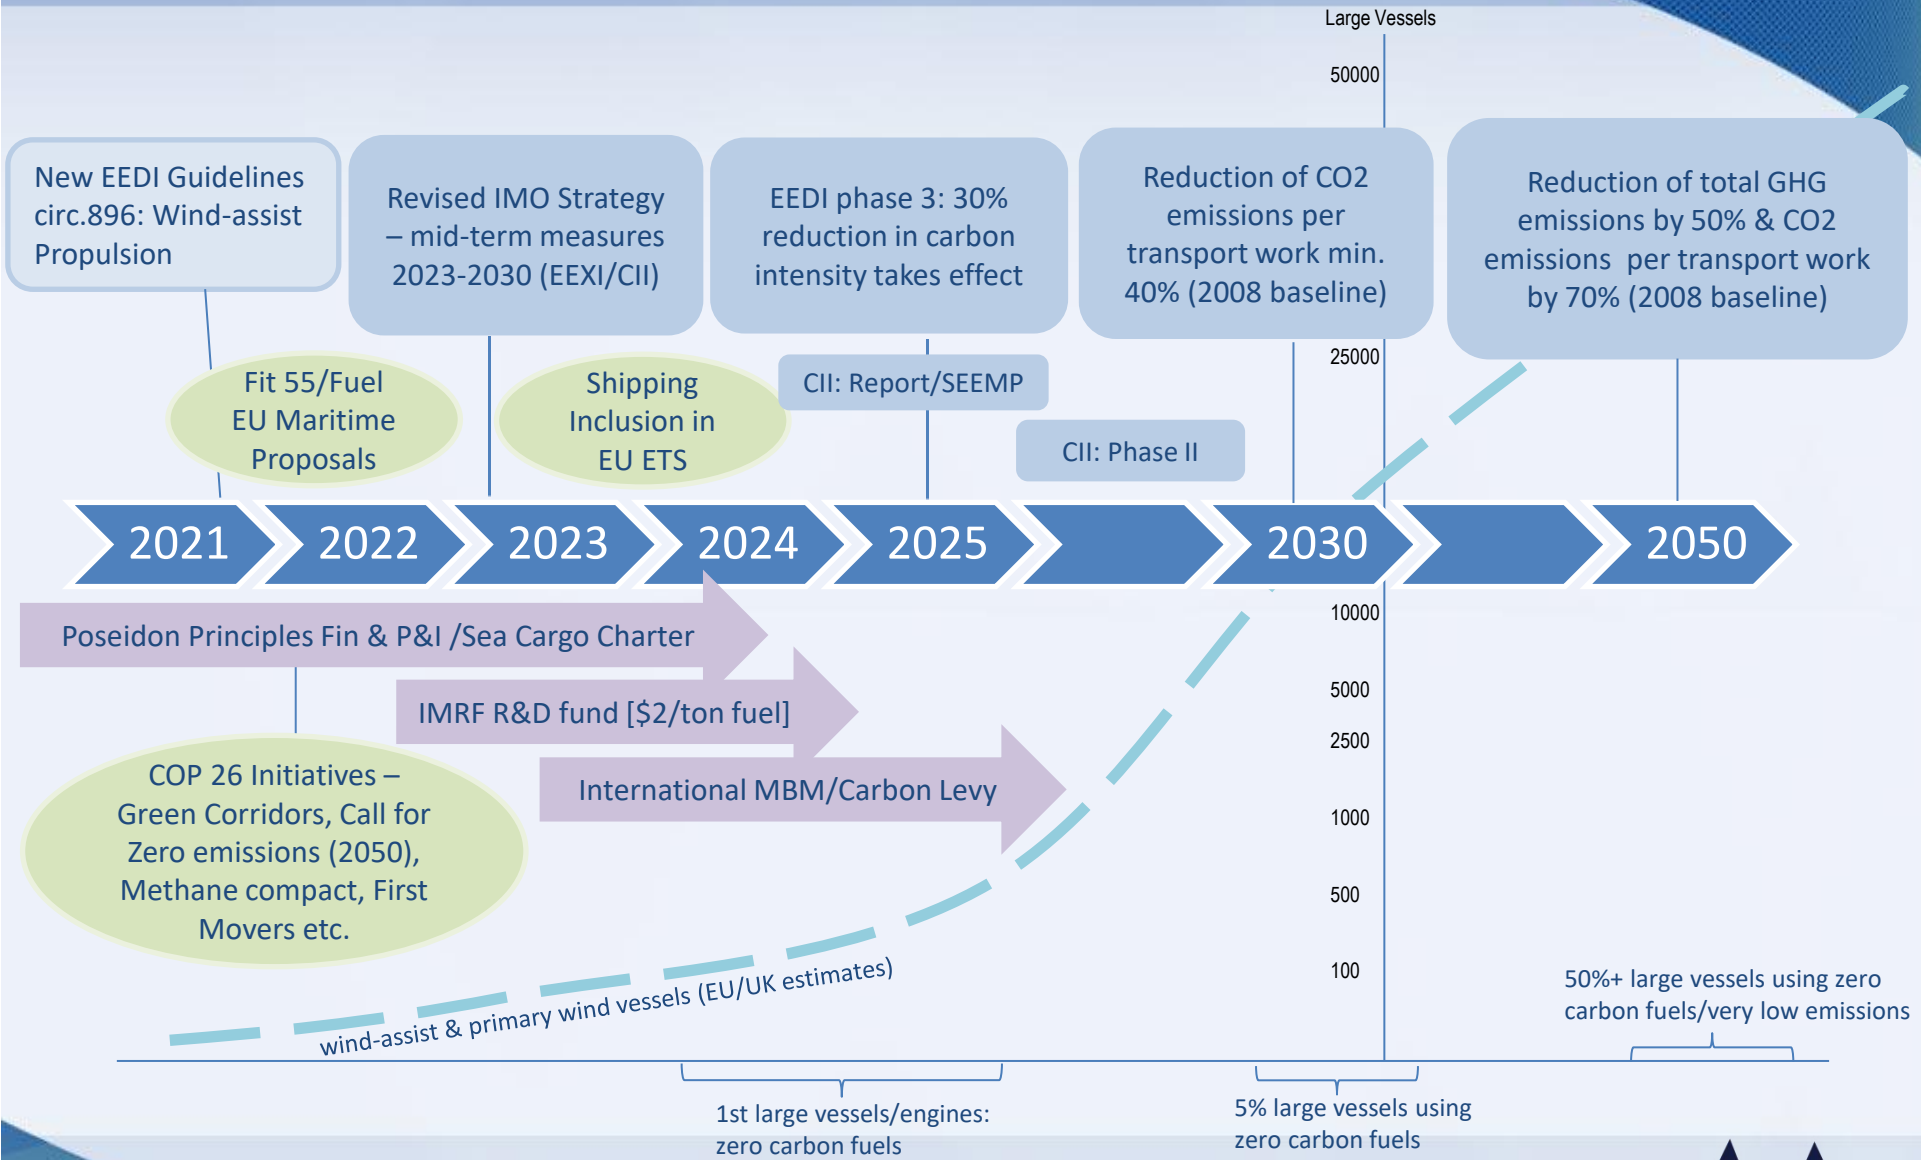 Large Vessels
50000
New EEDI Guidelines
circ.896: Wind-assist
Propulsion
Revised IMO Strategy
– mid-term measures
2023-2030 (EEXI/CII)
EEDI phase 3: 30%
reduction in carbon
intensity takes effect
Reduction of CO2
emissions per
transport work min.
40% (2008 baseline)
Reduction of total GHG
emissions by 50% & CO2
emissions per transport work
by 70% (2008 baseline)
25000
Fit 55/Fuel
EU Maritime
Proposals
Shipping
Inclusion in
EU ETS
CII: Report/SEEMP
CII: Phase II
2021
2022
2023
2024
2025
2030
2050
Poseidon Principles Fin & P&I /Sea Cargo Charter
IMRF R&D fund [$2/ton fuel]
International MBM/Carbon Levy
10000
5000
2500
1000
500
100
COP 26 Initiatives –
Green Corridors, Call for
Zero emissions (2050),
Methane compact, First
Movers etc.
wind-assist & primary wind vessels (EU/UK estimates)
50%+ large vessels using zero
carbon fuels/very low emissions
1st large vessels/engines:
zero carbon fuels
5% large vessels using
zero carbon fuels